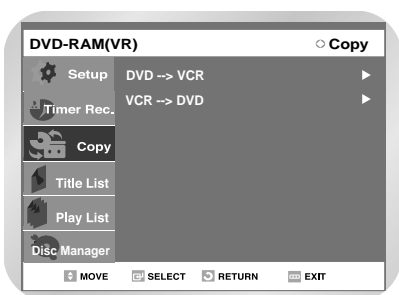 DVD-RAM(VR) Copy
Setup
DVD --> VCR
VCR --> DVD
Timer Rec.
Copy
Title List
Play List
Disc Manager
MOVE SELECT RETURN EXIT